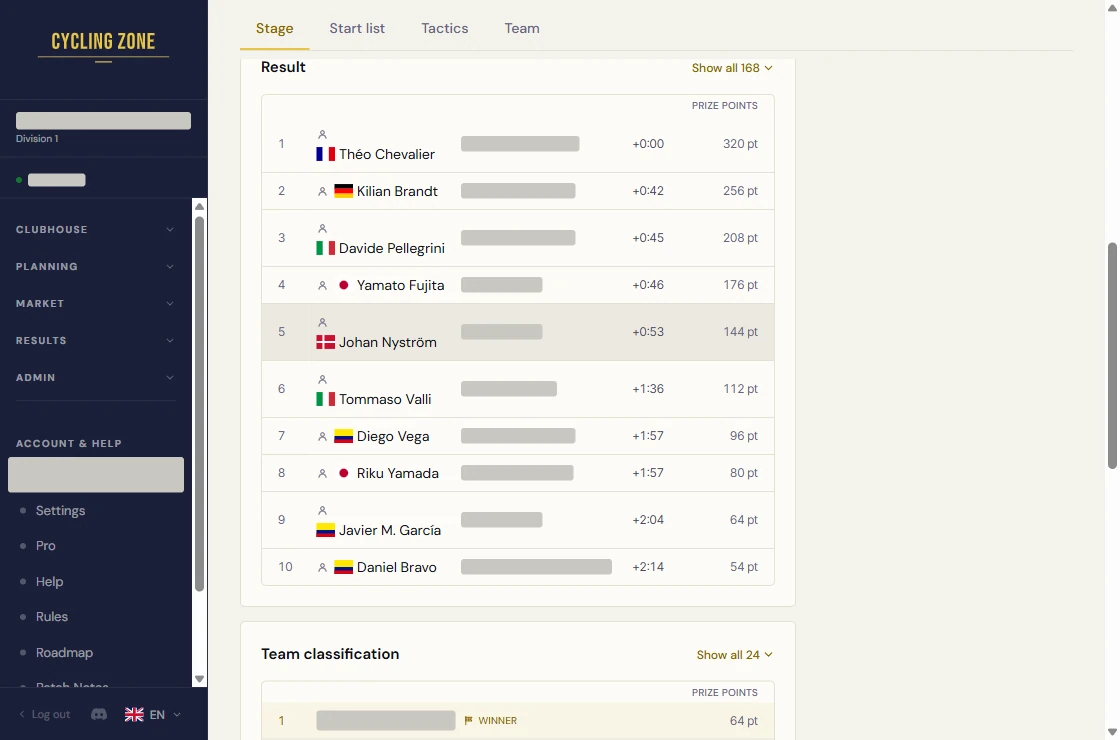 CYCLING ZONE
Division 1
CLUBHOUSE
PLANNING
MARKET
RESULTS
ADMIN
ACCOUNT & HELP
Settings
Pro
Help
Rules
Roadmap
Patch Notes
Log out
EN
Stage Start list Tactics Team
Result Show all 168
PRIZE POINTS
1 Théo Chevalier +0:00 320 pt
2 Kilian Brandt +0:42 256 pt
3 Davide Pellegrini +0:45 208 pt
4 Yamato Fujita +0:46 176 pt
5 Johan Nyström +0:53 144 pt
6 Tommaso Valli +1:36 112 pt
7 Diego Vega +1:57 96 pt
8 Riku Yamada +1:57 80 pt
9 Javier M. García +2:04 64 pt
10 Daniel Bravo +2:14 54 pt
Team classification Show all 24
PRIZE POINTS
1 WINNER 64 pt